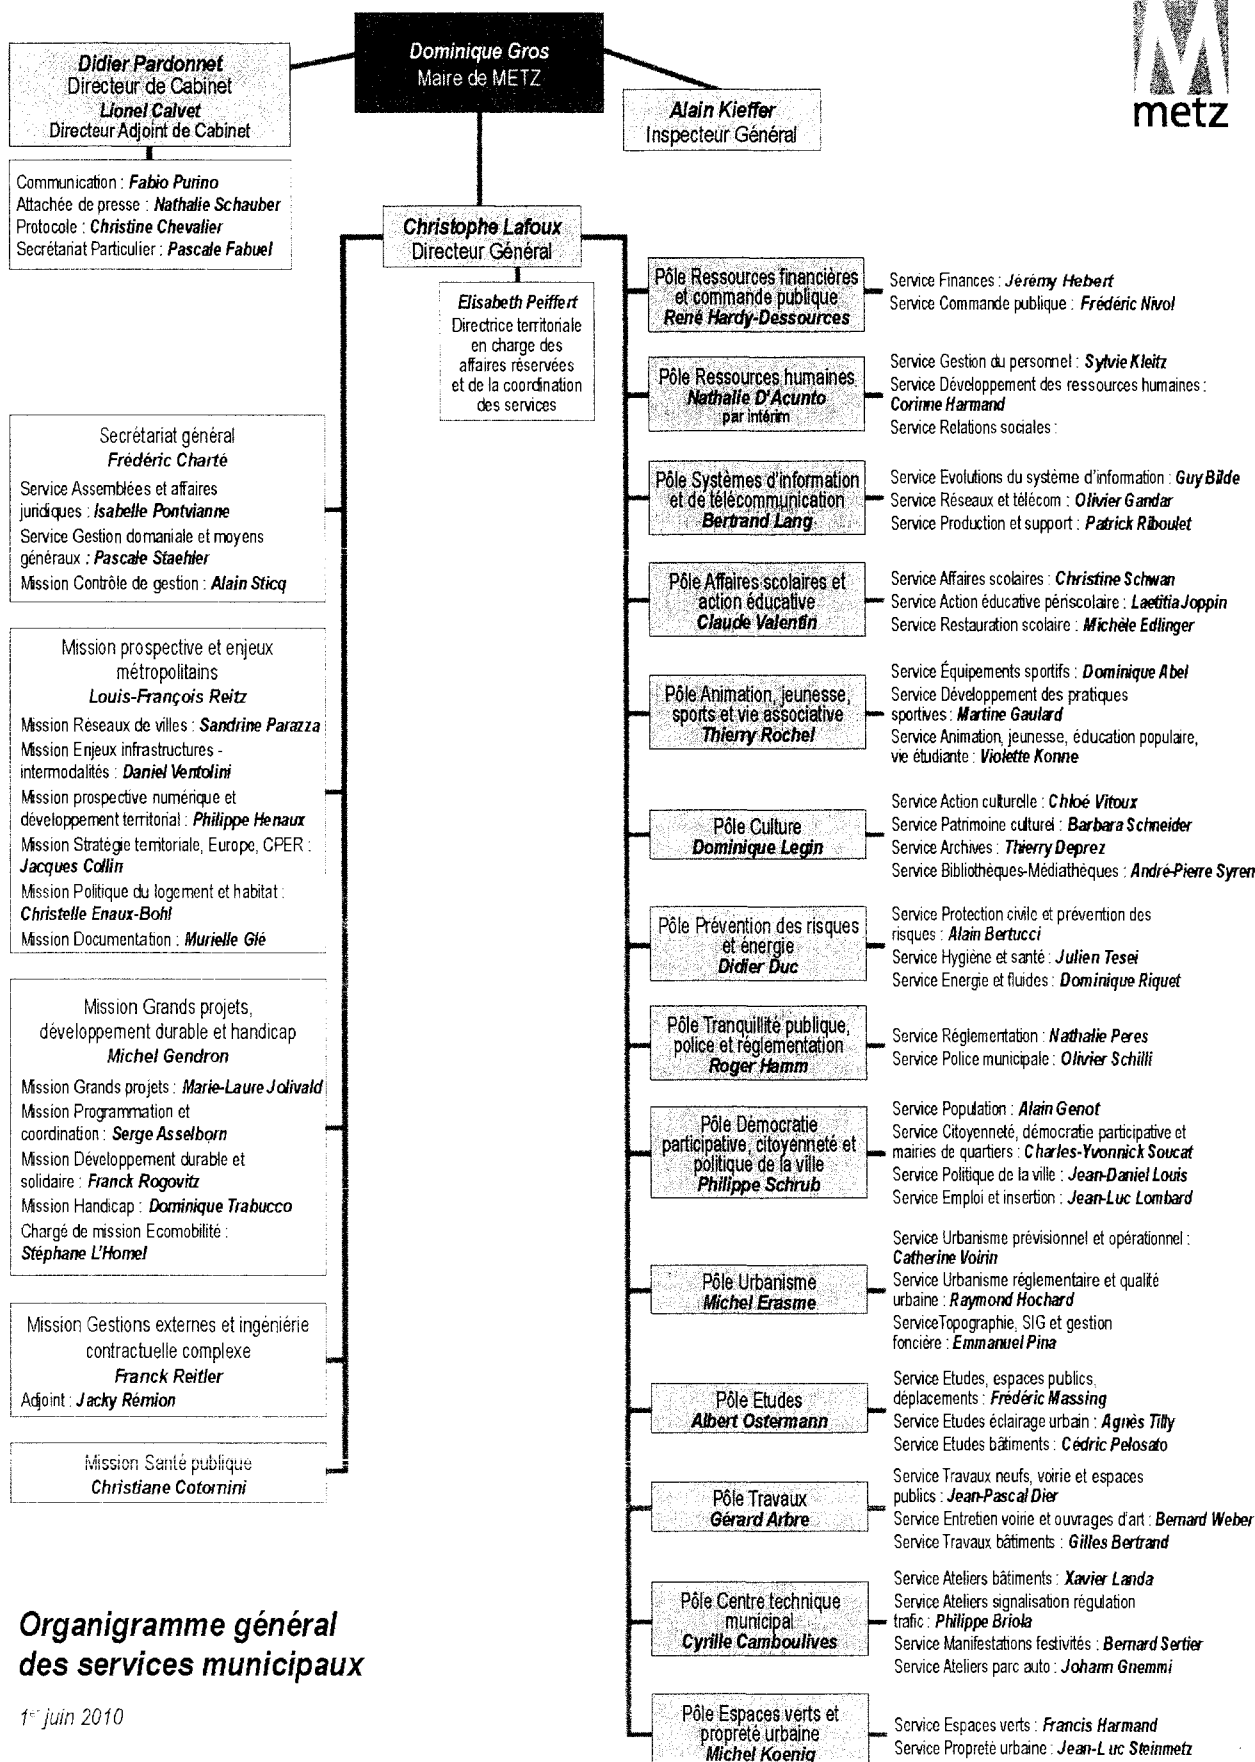 metz
Dominique Gros
Maire de METZ
Didier Pardonnet
Directeur de Cabinet
Lionel Calvet
Directeur Adjoint de Cabinet
Alain Kieffer
Inspecteur Général
Communication : Fabio Purino
Attachée de presse : Nathalie Schauber
Protocole : Christine Chevalier
Secrétariat Particulier : Pascale Fabuel
Christophe Lafoux
Directeur Général
Elisabeth Peiffert
Directrice territoriale
en charge des
affaires réservées
et de la coordination
des services
Secrétariat général
Frédéric Charté
Service Assemblées et affaires
juridiques : Isabelle Pontvianne
Service Gestion domaniale et moyens
généraux : Pascale Staehler
Mission Contrôle de gestion : Alain Sticq
Mission prospective et enjeux
métropolitains
Louis-François Reitz
Mission Réseaux de villes : Sandrine Parazza
Mission Enjeux infrastructures -
intermodalités : Daniel Ventolini
Mission prospective numérique et
développement territorial : Philippe Henaux
Mission Stratégie territoriale, Europe, CPER :
Jacques Collin
Mission Politique du logement et habitat :
Christelle Enaux-Bohl
Mission Documentation : Murielle Glé
Mission Grands projets,
développement durable et handicap
Michel Gendron
Mission Grands projets : Marie-Laure Jolivald
Mission Programmation et
coordination : Serge Asselborn
Mission Développement durable et
solidaire : Franck Rogovitz
Mission Handicap : Dominique Trabucco
Chargé de mission Ecomobilité :
Stéphane L'Homel
Mission Gestions externes et ingéniérie
contractuelle complexe
Franck Reitler
Adjoint : Jacky Rémion
Mission Santé publique
Christiane Cotornini
Pôle Ressources financières
et commande publique
René Hardy-Dessources
Service Finances : Jérémy Hebert
Service Commande publique : Frédéric Nivol
Pôle Ressources humaines
Nathalie D'Acunto
par intérim
Service Gestion du personnel : Sylvie Kleitz
Service Développement des ressources humaines :
Corinne Harmand
Service Relations sociales :
Pôle Systèmes d'information
et de télécommunication
Bertrand Lang
Service Evolutions du système d'information : Guy Bilde
Service Réseaux et télécom : Olivier Gandar
Service Production et support : Patrick Riboulet
Pôle Affaires scolaires et
action éducative
Claude Valentin
Service Affaires scolaires : Christine Schwan
Service Action éducative périscolaire : Laetitia Joppin
Service Restauration scolaire : Michèle Edlinger
Pôle Animation, jeunesse,
sports et vie associative
Thierry Rochel
Service Équipements sportifs : Dominique Abel
Service Développement des pratiques
sportives : Martine Gaulard
Service Animation, jeunesse, éducation populaire,
vie étudiante : Violette Konne
Pôle Culture
Dominique Legin
Service Action culturelle : Chloé Vitoux
Service Patrimoine culturel : Barbara Schneider
Service Archives : Thierry Deprez
Service Bibliothèques-Médiathèques : André-Pierre Syren
Pôle Prévention des risques
et énergie
Didier Duc
Service Protection civile et prévention des
risques : Alain Bertucci
Service Hygiène et santé : Julien Tesei
Service Energie et fluides : Dominique Riquet
Pôle Tranquillité publique,
police et réglementation
Roger Hamm
Service Réglementation : Nathalie Peres
Service Police municipale : Olivier Schilli
Pôle Démocratie
participative, citoyenneté et
politique de la ville
Philippe Schrub
Service Population : Alain Genot
Service Citoyenneté, démocratie participative et
mairies de quartiers : Charles-Yvonnick Soucat
Service Politique de la ville : Jean-Daniel Louis
Service Emploi et insertion : Jean-Luc Lombard
Pôle Urbanisme
Michel Erasme
Service Urbanisme prévisionnel et opérationnel :
Catherine Voirin
Service Urbanisme réglementaire et qualité
urbaine : Raymond Hochard
ServiceTopographie, SIG et gestion
foncière : Emmanuel Pina
Pôle Etudes
Albert Ostermann
Service Etudes, espaces publics,
déplacements : Frédéric Massing
Service Etudes éclairage urbain : Agnès Tilly
Service Etudes bâtiments : Cédric Pelosato
Pôle Travaux
Gérard Arbre
Service Travaux neufs, voirie et espaces
publics : Jean-Pascal Dier
Service Entretien voirie et ouvrages d'art : Bernard Weber
Service Travaux bâtiments : Gilles Bertrand
Pôle Centre technique
municipal
Cyrille Camboulives
Service Ateliers bâtiments : Xavier Landa
Service Ateliers signalisation régulation
trafic : Philippe Briola
Service Manifestations festivités : Bernard Sertier
Service Ateliers parc auto : Johann Gnemmi
Pôle Espaces verts et
propreté urbaine
Michel Koenig
Service Espaces verts : Francis Harmand
Service Propreté urbaine : Jean-Luc Steinmetz
Organigramme général
des services municipaux
1er juin 2010